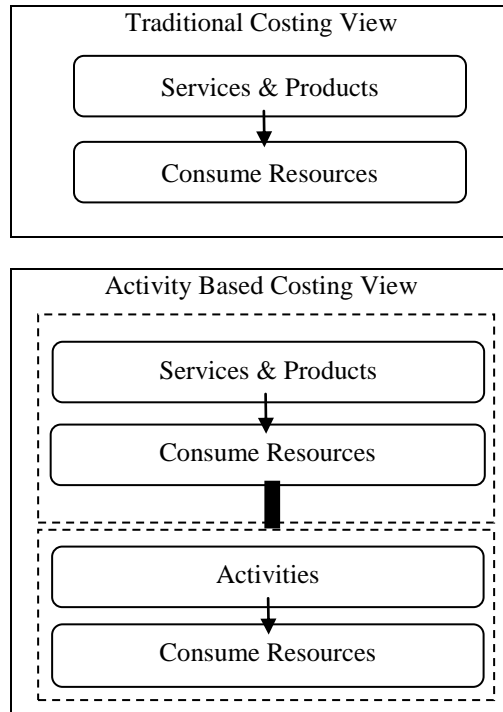 Traditional Costing View
Services & Products
Consume Resources
Activity Based Costing View
Services & Products
Consume Resources
Activities
Consume Resources